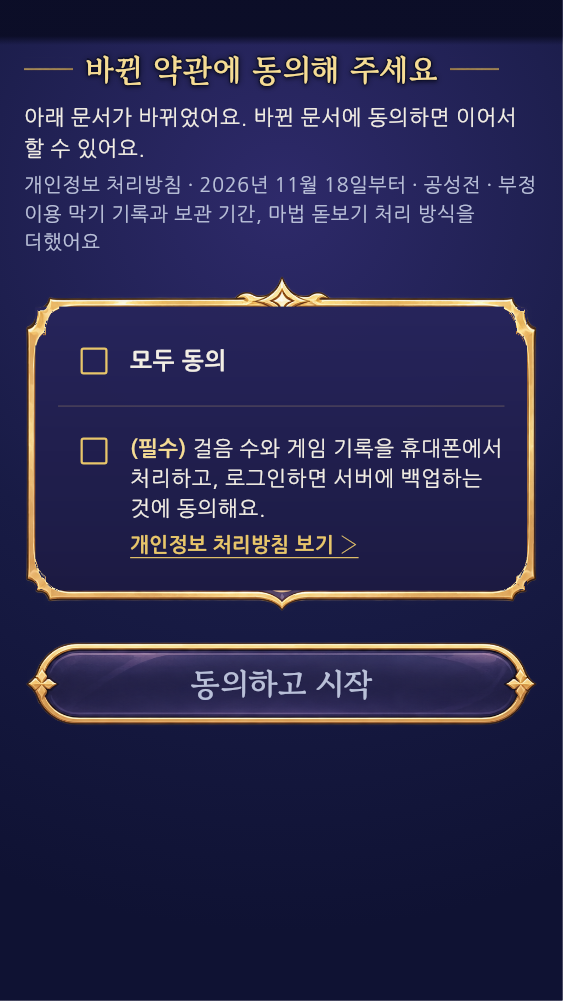 바뀐 약관에 동의해 주세요
아래 문서가 바뀌었어요. 바뀐 문서에 동의하면 이어서
할 수 있어요.
개인정보 처리방침 · 2026년 11월 18일부터 · 공성전 · 부정
이용 막기 기록과 보관 기간, 마법 돋보기 처리 방식을
더했어요
모두 동의
(필수) 걸음 수와 게임 기록을 휴대폰에서
처리하고, 로그인하면 서버에 백업하는
것에 동의해요.
개인정보 처리방침 보기 >
동의하고 시작